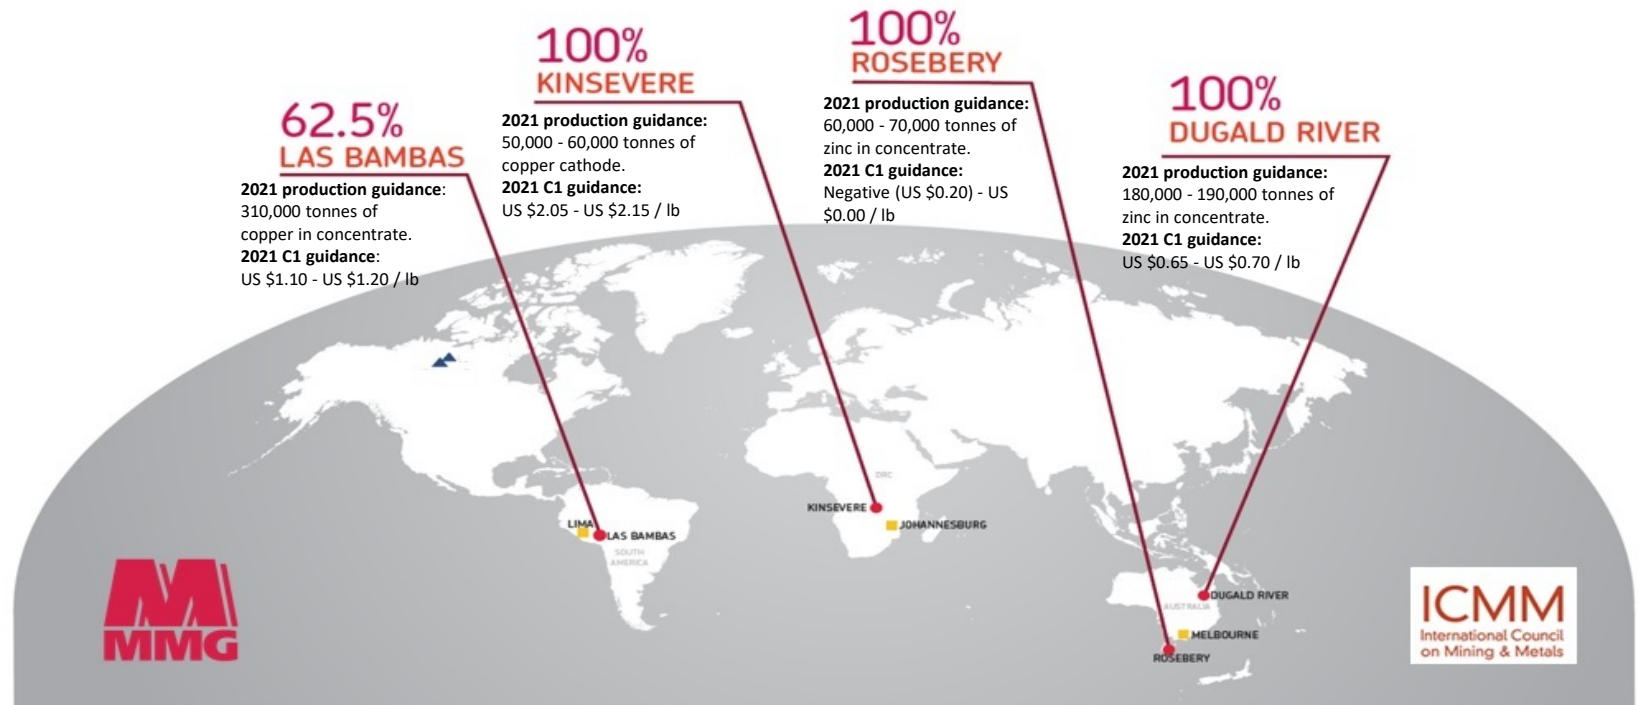 62.5%
LAS BAMBAS
2021 production guidance:
310,000 tonnes of
copper in concentrate.
2021 C1 guidance:
US $1.10 - US $1.20 / lb
100%
KINSEVERE
2021 production guidance:
50,000 - 60,000 tonnes of
copper cathode.
2021 C1 guidance:
US $2.05 - US $2.15 / lb
100%
ROSEBERY
2021 production guidance:
60,000 - 70,000 tonnes of
zinc in concentrate.
2021 C1 guidance:
Negative (US $0.20) - US
$0.00 / lb
100%
DUGALD RIVER
2021 production guidance:
180,000 - 190,000 tonnes of
zinc in concentrate.
2021 C1 guidance:
US $0.65 - US $0.70 / lb
DRC
KINSEVERE
JOHANNESBURG
LIMA
LAS BAMBAS
SOUTH
AMERICA
DUGALD RIVER
AUSTRALIA
MELBOURNE
ROSEBERY
MMG
ICMM
International Council
on Mining & Metals